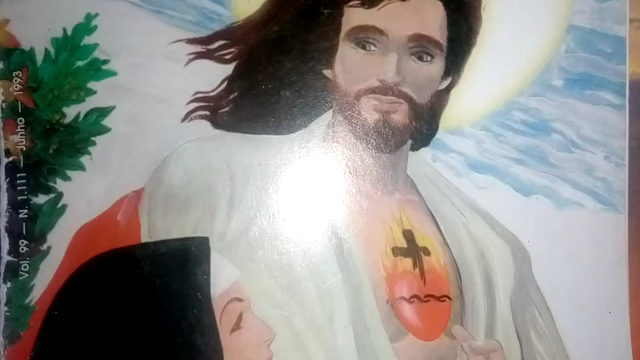 Vol. 99 — N. 1.111 — Junho — 1993